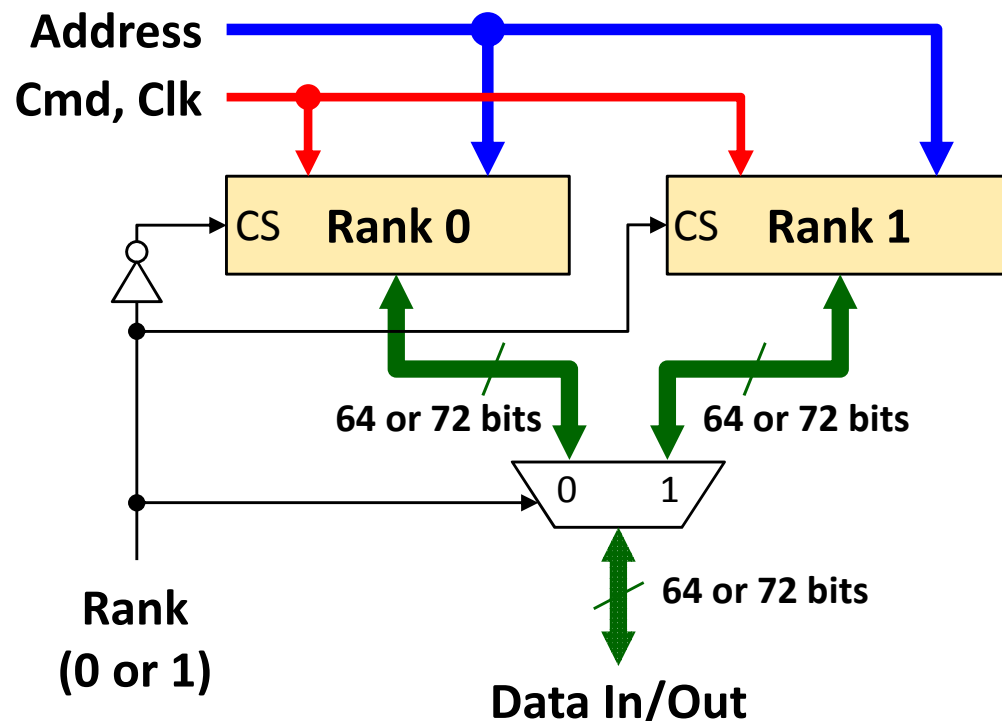 Address
Cmd, Clk
CS Rank 0
CS Rank 1
64 or 72 bits
64 or 72 bits
0 1
64 or 72 bits
Rank
(0 or 1)
Data In/Out